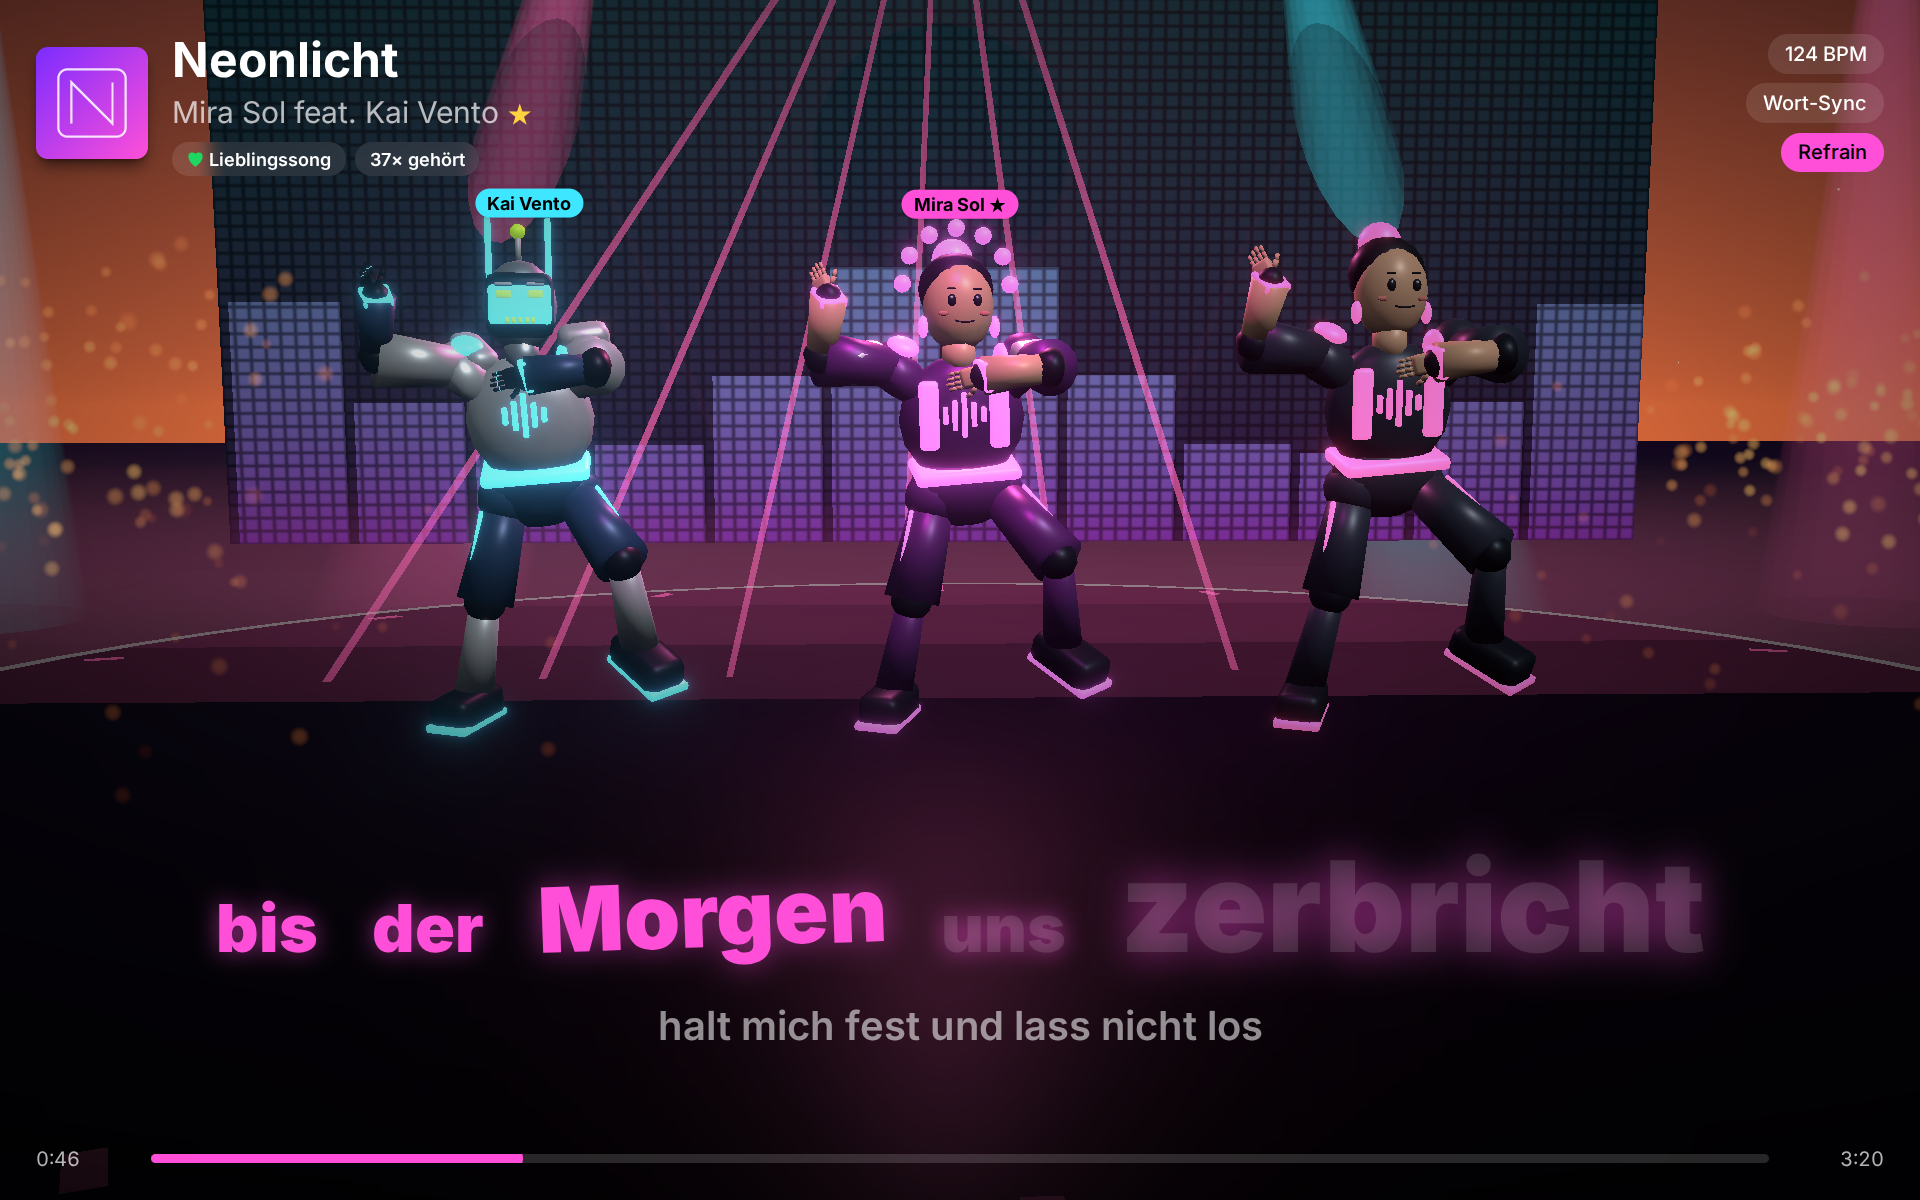 N
Neonlicht
Mira Sol feat. Kai Vento ★
Lieblingssong
37× gehört
124 BPM
Wort-Sync
Refrain
Kai Vento
Mira Sol ★
bis der Morgen uns zerbricht
halt mich fest und lass nicht los
0:46
3:20